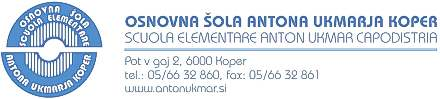 OSNOVNA ŠOLA
SCUOLA ELEMENTARE
ANTONA UKMARJA KOPER
OSNOVNA ŠOLA ANTONA UKMARJA KOPER
SCUOLA ELEMENTARE ANTON UKMAR CAPODISTRIA
Pot v gaj 2, 6000 Koper
tel.: 05/66 32 860, fax: 05/66 32 861
www.antonukmar.si